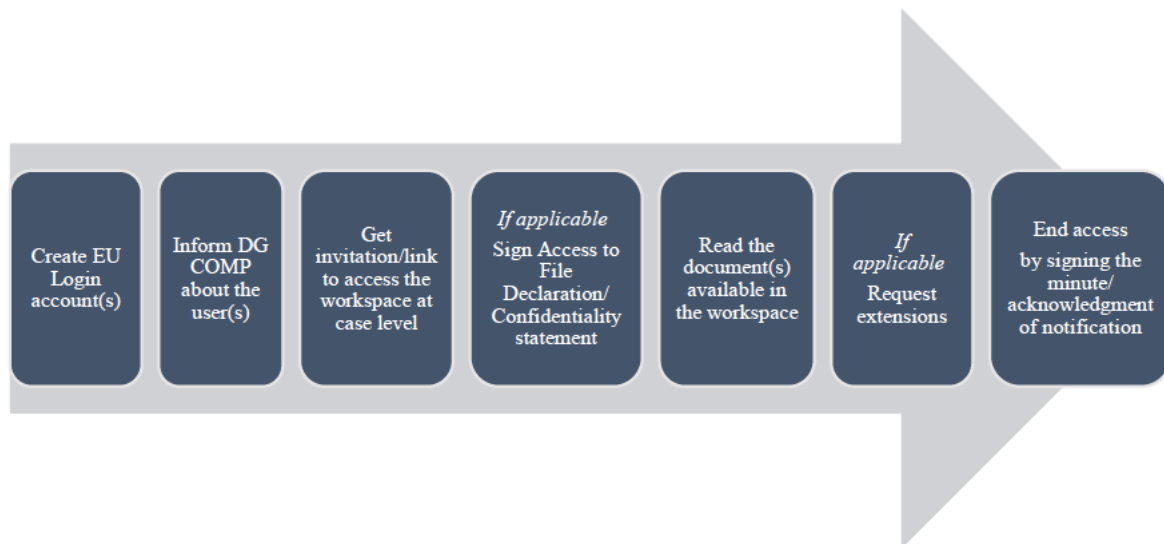 Create EU
Login
account(s)
Inform DG
COMP
about the
user(s)
Get
invitation/link
to access the
workspace at
case level
If applicable
Sign Access to
File
Declaration/
Confidentiality
statement
Read the
document(s)
available in
the workspace
If
applicable
Request
extensions
End access
by signing the
minute/
acknowledgment
of notification